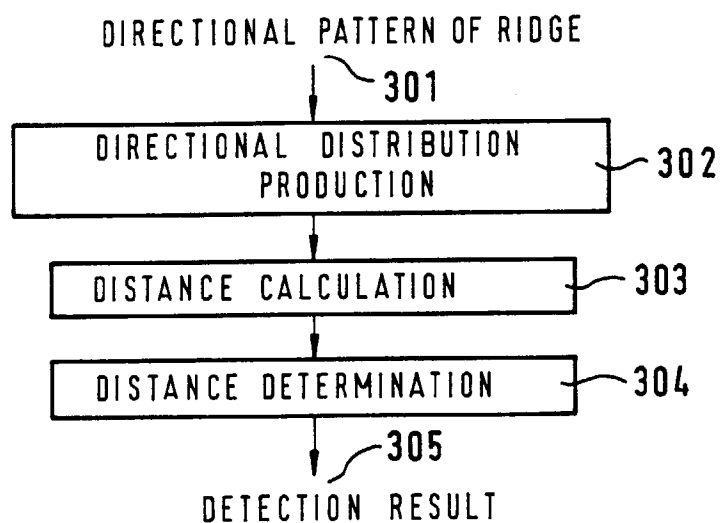 DIRECTIONAL PATTERN OF RIDGE
301
DIRECTIONAL DISTRIBUTION
PRODUCTION
302
DISTANCE CALCULATION
303
DISTANCE DETERMINATION
304
305
DETECTION RESULT